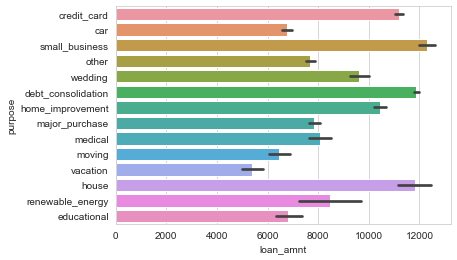 credit_card
car
small_business
other
wedding
debt_consolidation
home_improvement
major_purchase
medical
moving
vacation
house
renewable_energy
educational
purpose
0 2000 4000 6000 8000 10000 12000
loan_amnt